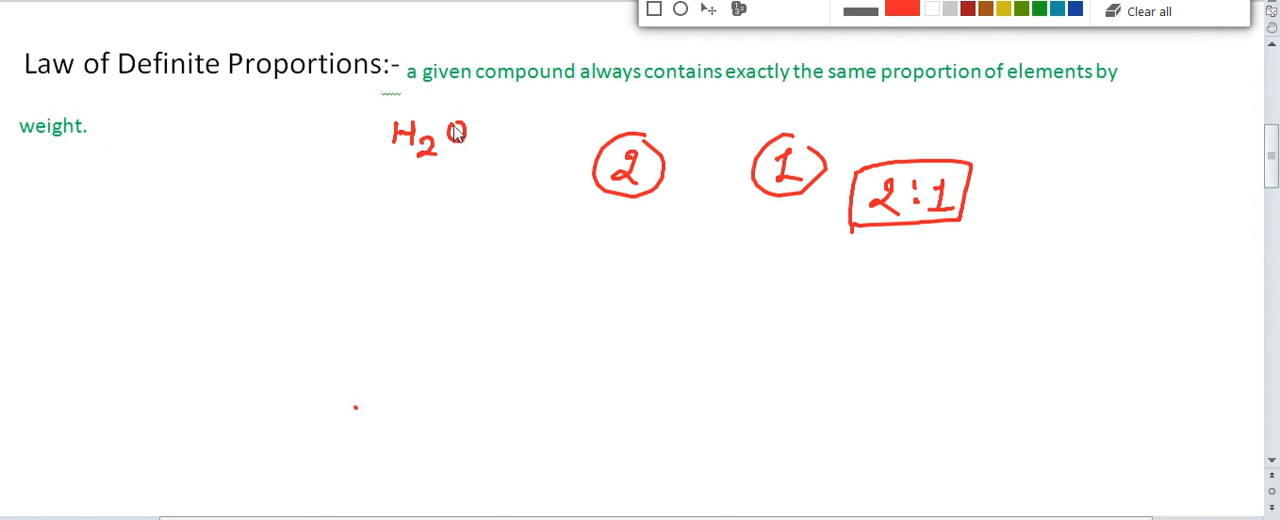 Clear all
Law of Definite Proportions:- a given compound always contains exactly the same proportion of elements by
weight.
H2O
2 1
2:1